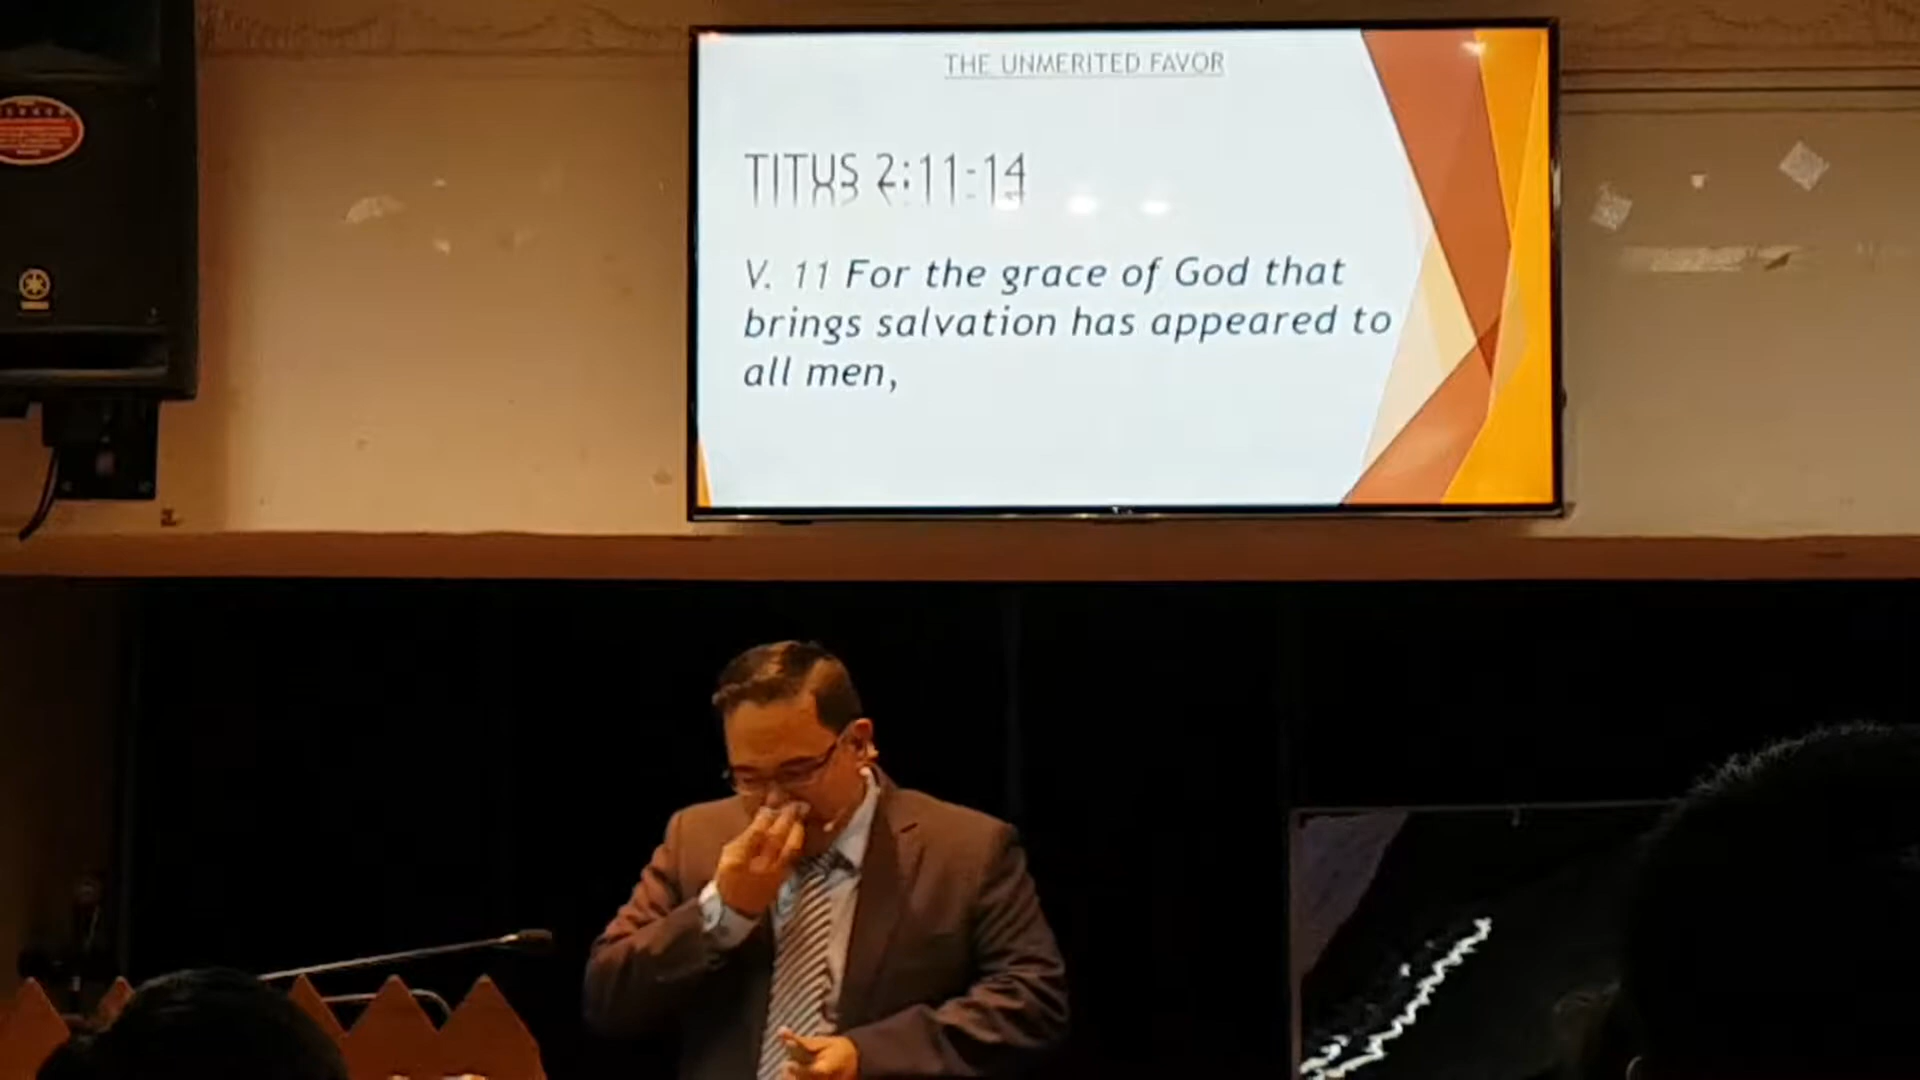 THE UNMERITED FAVOR
TITUS 2:11-14
V. 11 For the grace of God that
brings salvation has appeared to
all men,